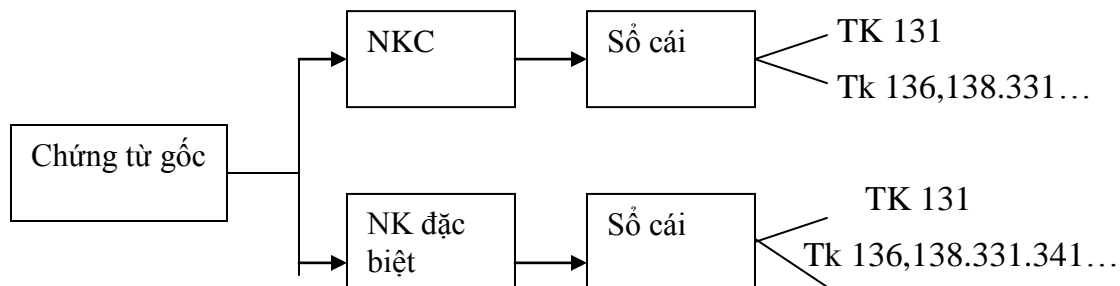 NKC
Sổ cái
TK 131
Tk 136,138.331…
Chứng từ gốc
NK đặc
biệt
Sổ cái
TK 131
Tk 136,138.331.341…